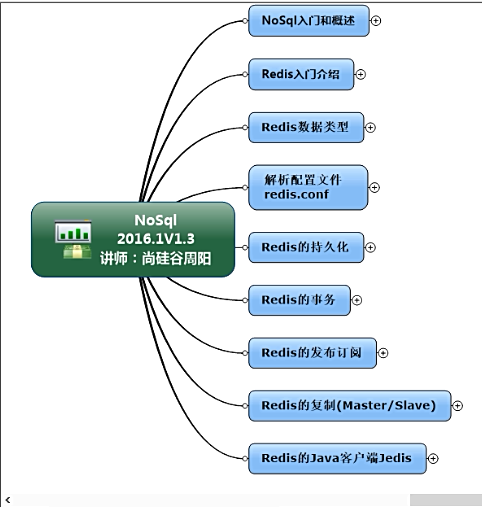 NoSql入门和概述
Redis入门介绍
Redis数据类型
解析配置文件
redis.conf
NoSql
2016.1V1.3
讲师：尚硅谷周阳
Redis的持久化
Redis的事务
Redis的发布订阅
Redis的复制(Master/Slave)
Redis的Java客户端Jedis